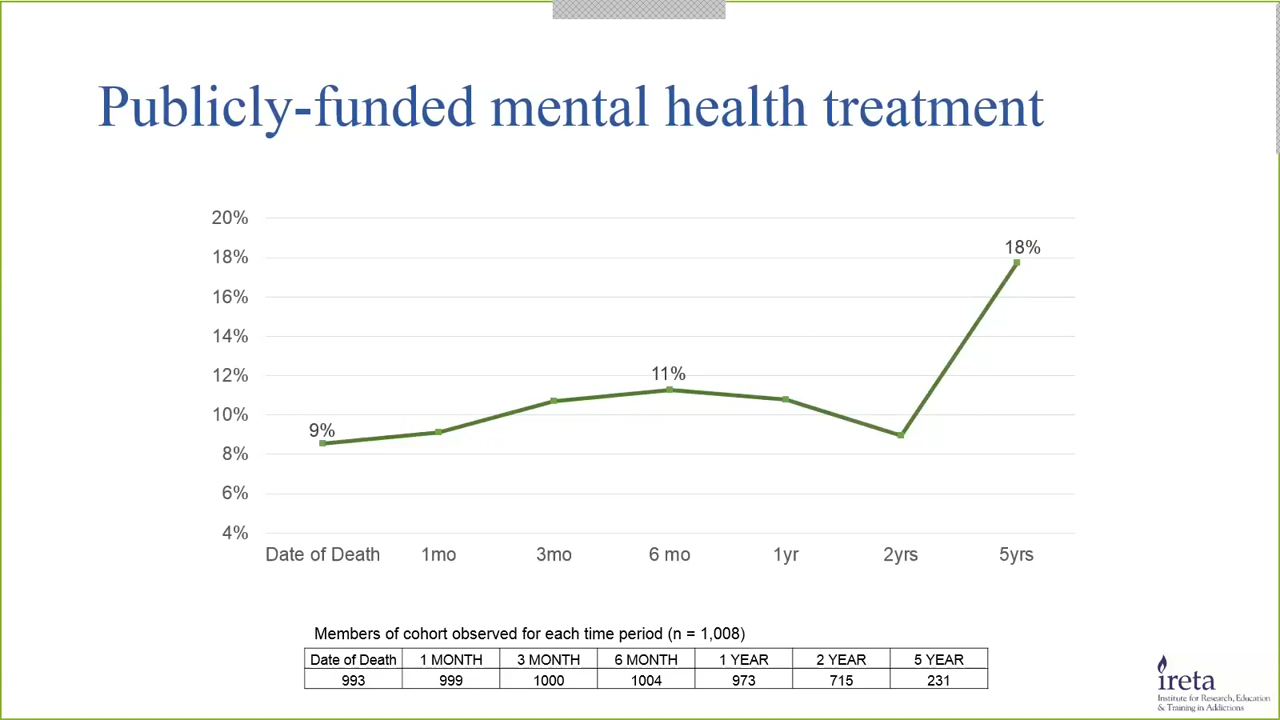 Publicly-funded mental health treatment
20%
18%
16%
14%
12%
10%
8%
6%
4%
9%
11%
18%
Date of Death 1mo 3mo 6 mo 1yr 2yrs 5yrs
Members of cohort observed for each time period (n = 1,008)
Date of Death 1 MONTH 3 MONTH 6 MONTH 1 YEAR 2 YEAR 5 YEAR
993 999 1000 1004 973 715 231
ireta
Institute for Research, Education
& Training in Addictions